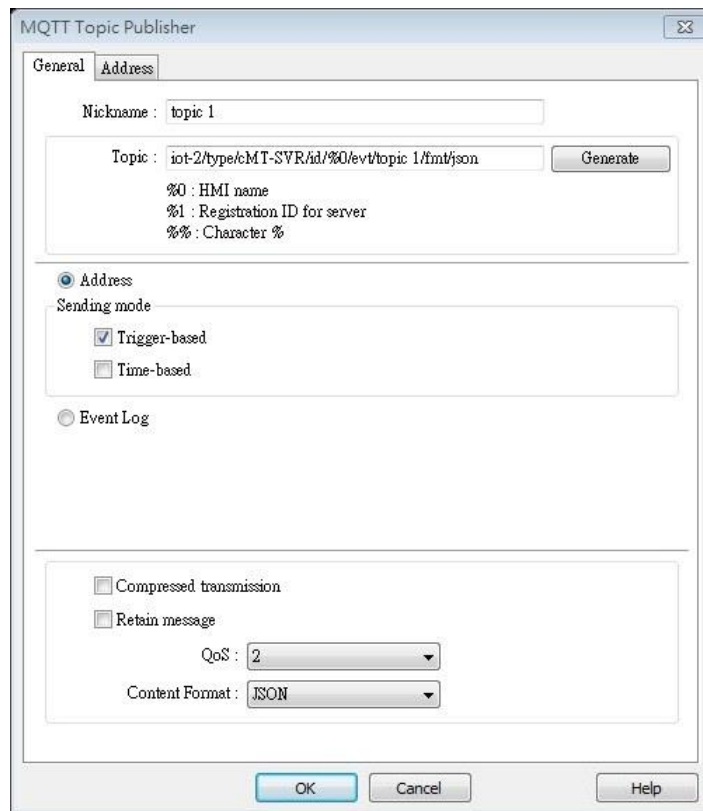 MQTT Topic Publisher
General Address
Nickname : topic 1
Topic : iot-2/type/cMT-SVR/id/%0/evt/topic 1/fmt/json Generate
%0 : HMI name
%1 : Registration ID for server
%% : Character %
Address
Sending mode
Trigger-based
Time-based
Event Log
Compressed transmission
Retain message
QoS : 2
Content Format : JSON
OK Cancel Help